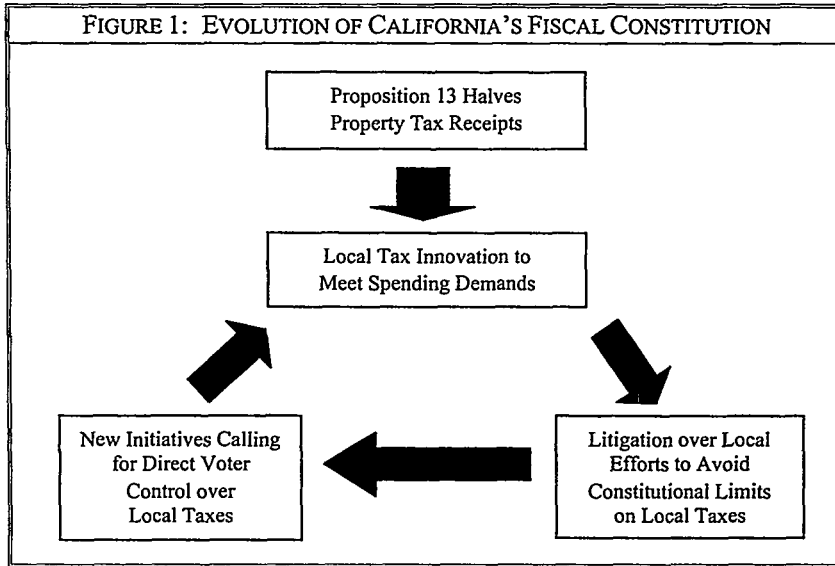 FIGURE 1: EVOLUTION OF CALIFORNIA'S FISCAL CONSTITUTION
Proposition 13 Halves
Property Tax Receipts
Local Tax Innovation to
Meet Spending Demands
New Initiatives Calling
for Direct Voter
Control over
Local Taxes
Litigation over Local
Efforts to Avoid
Constitutional Limits
on Local Taxes